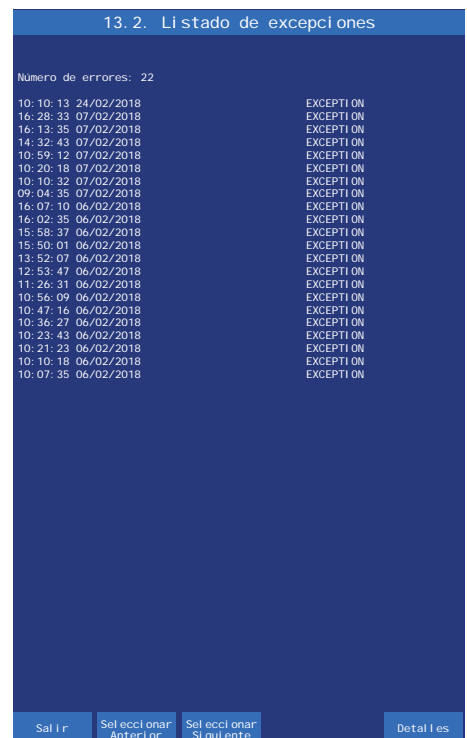 13.2. Listado de excepciones
Número de errores: 22
10:10:13 24/02/2018 EXCEPTION
16:28:33 07/02/2018 EXCEPTION
16:13:35 07/02/2018 EXCEPTION
14:32:43 07/02/2018 EXCEPTION
10:59:12 07/02/2018 EXCEPTION
10:20:18 07/02/2018 EXCEPTION
10:10:32 07/02/2018 EXCEPTION
09:04:35 07/02/2018 EXCEPTION
16:07:10 06/02/2018 EXCEPTION
16:02:35 06/02/2018 EXCEPTION
15:58:37 06/02/2018 EXCEPTION
15:50:01 06/02/2018 EXCEPTION
13:52:07 06/02/2018 EXCEPTION
12:53:47 06/02/2018 EXCEPTION
11:26:31 06/02/2018 EXCEPTION
10:56:09 06/02/2018 EXCEPTION
10:47:16 06/02/2018 EXCEPTION
10:36:27 06/02/2018 EXCEPTION
10:23:43 06/02/2018 EXCEPTION
10:21:23 06/02/2018 EXCEPTION
10:10:18 06/02/2018 EXCEPTION
10:07:35 06/02/2018 EXCEPTION
Salir
Seleccionar
Anterior
Seleccionar
Siguiente
Detalles